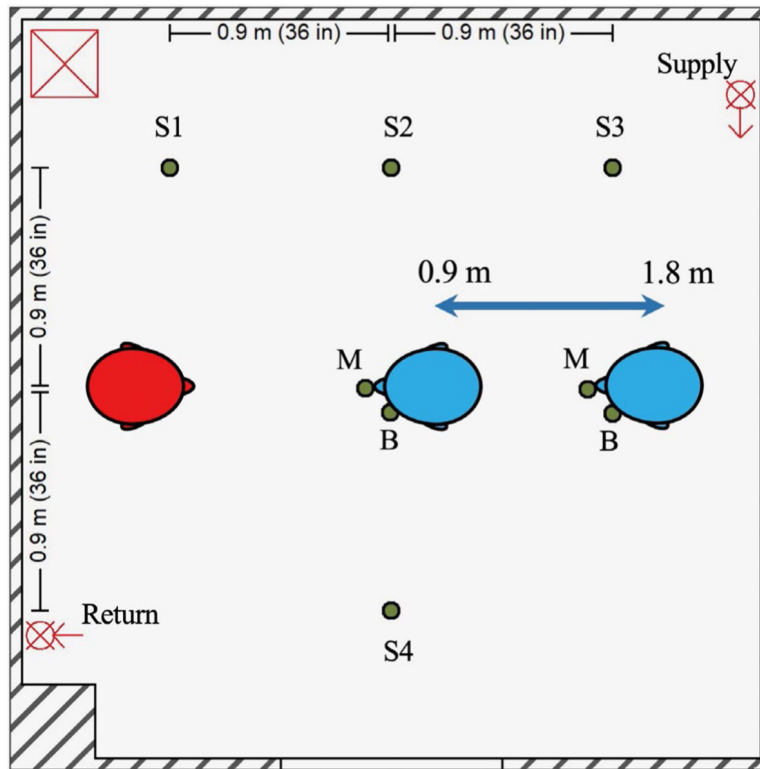 0.9 m (36 in)
0.9 m (36 in)
Supply
S1
S2
S3
0.9 m (36 in)
0.9 m
1.8 m
M
M
B
B
0.9 m (36 in)
Return
S4